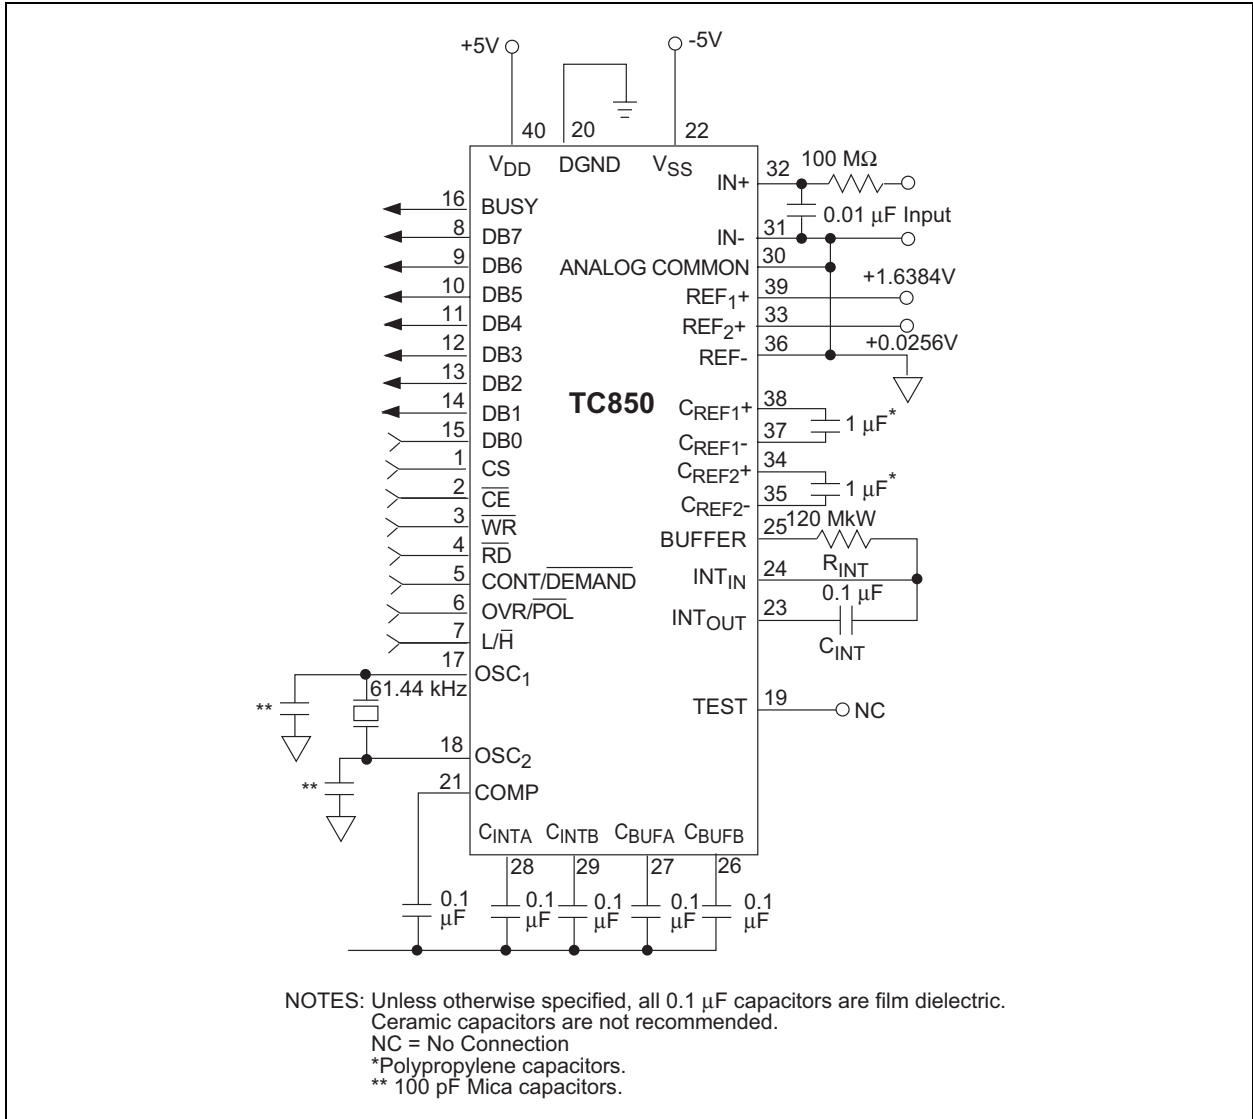 +5V
-5V
40
20
22
VDD
DGND
VSS
IN+
32
100 MΩ
0.01 µF Input
IN-
31
ANALOG COMMON
30
REF1+
39
+1.6384V
REF2+
33
+0.0256V
REF-
36
16
BUSY
8
DB7
9
DB6
10
DB5
11
DB4
12
DB3
13
DB2
14
DB1
15
DB0
1
CS
2
C̅E̅
3
W̅R̅
4
R̅D̅
5
CONT/D̅E̅M̅A̅N̅D̅
6
OVR/P̅O̅L̅
7
L/H̅
17
OSC1
61.44 kHz
**
18
OSC2
**
21
COMP
TC850
CREF1+
38
1 µF*
CREF1-
37
CREF2+
34
1 µF*
CREF2-
35
120 MkW
BUFFER
25
RINT
INTIN
24
0.1 µF
INTOUT
23
CINT
TEST
19
NC
CINTA
CINTB
CBUFA
CBUFB
28
29
27
26
0.1
µF
0.1
µF
0.1
µF
0.1
µF
0.1
µF
NOTES: Unless otherwise specified, all 0.1 µF capacitors are film dielectric.
Ceramic capacitors are not recommended.
NC = No Connection
*Polypropylene capacitors.
** 100 pF Mica capacitors.